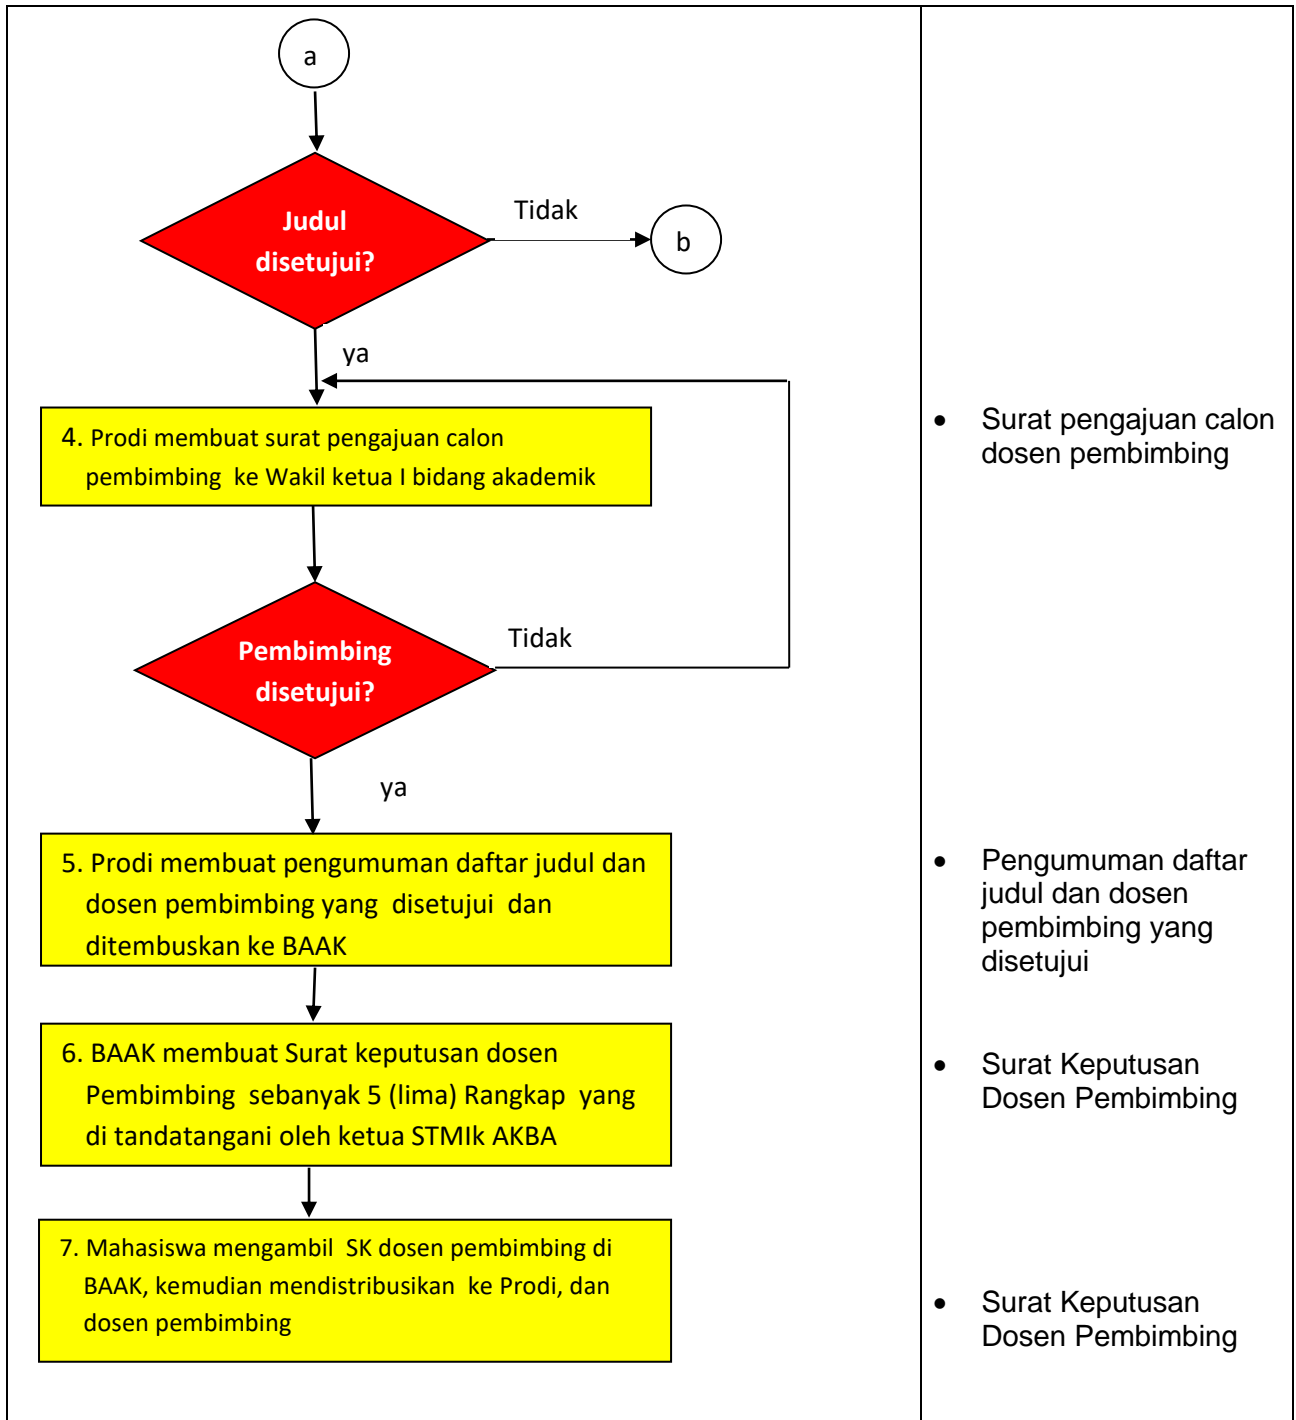 a
Judul
disetujui?
Tidak
b
ya
4. Prodi membuat surat pengajuan calon
pembimbing ke Wakil ketua I bidang akademik
• Surat pengajuan calon
dosen pembimbing
Pembimbing
disetujui?
Tidak
ya
5. Prodi membuat pengumuman daftar judul dan
dosen pembimbing yang disetujui dan
ditembuskan ke BAAK
• Pengumuman daftar
judul dan dosen
pembimbing yang
disetujui
6. BAAK membuat Surat keputusan dosen
Pembimbing sebanyak 5 (lima) Rangkap yang
di tandatangani oleh ketua STMIk AKBA
• Surat Keputusan
Dosen Pembimbing
7. Mahasiswa mengambil SK dosen pembimbing di
BAAK, kemudian mendistribusikan ke Prodi, dan
dosen pembimbing
• Surat Keputusan
Dosen Pembimbing